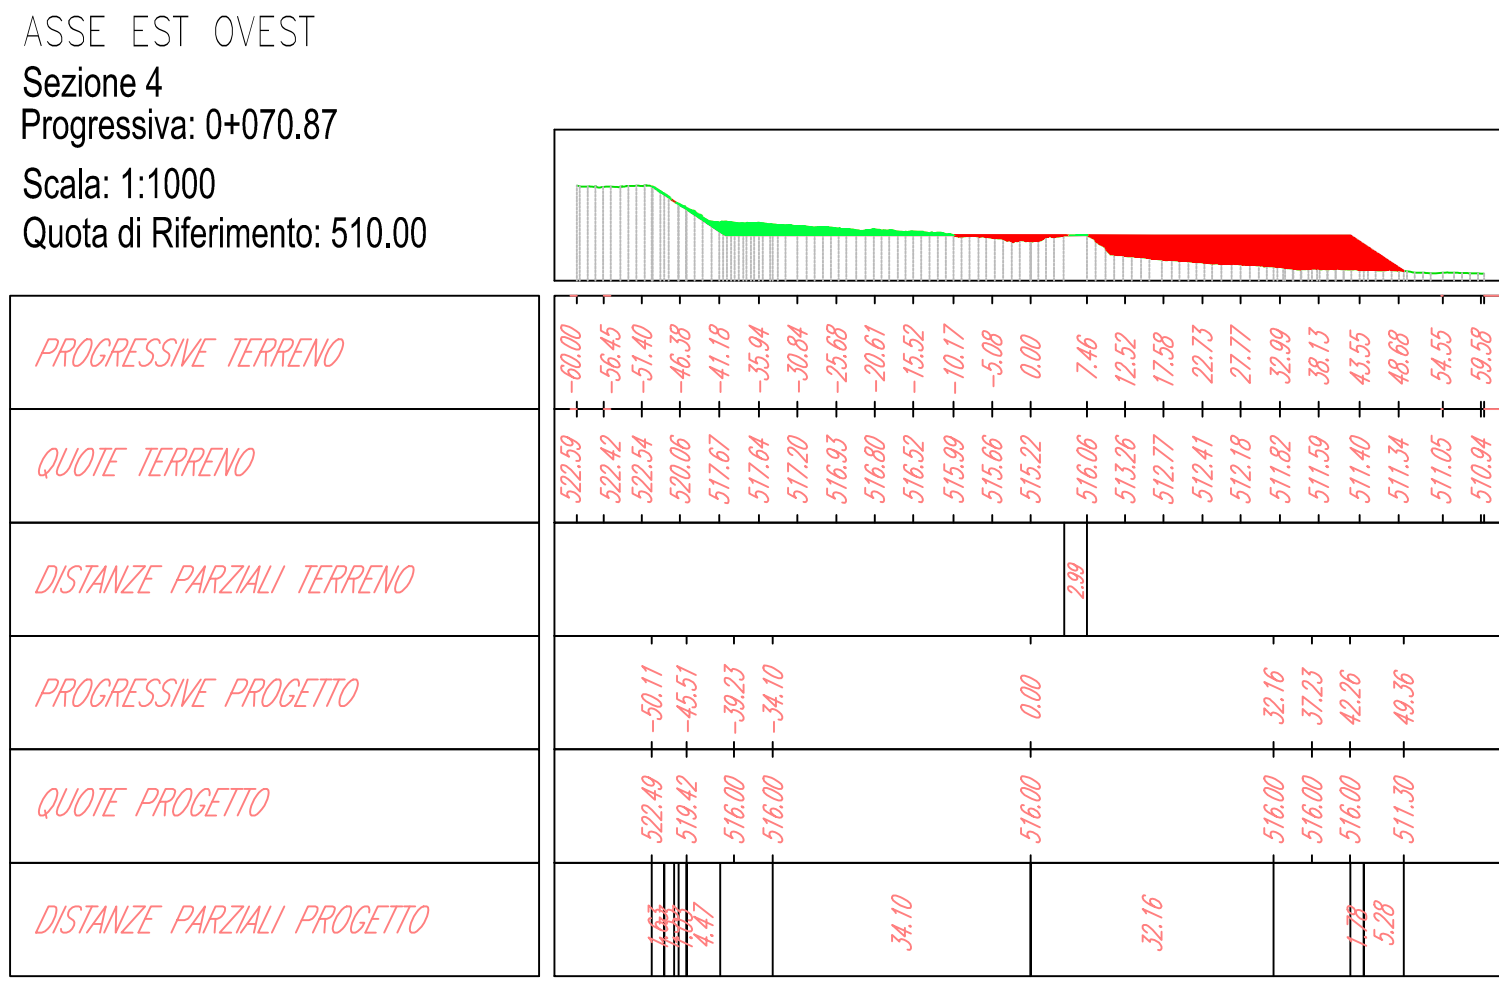 ASSE EST OVEST
Sezione 4
Progressiva: 0+070.87
Scala: 1:1000
Quota di Riferimento: 510.00
PROGRESSIVE TERRENO
-60.00 -56.45 -51.40 -46.38 -41.18 -35.94 -30.84 -25.68 -20.61 -15.52 -10.17 -5.08 0.00 7.46 12.52 17.58 22.73 27.77 32.99 38.13 43.55 48.68 54.55 59.58
QUOTE TERRENO
522.59 522.42 522.54 520.06 517.67 517.64 517.20 516.93 516.80 516.52 515.99 515.66 515.22 516.06 513.26 512.77 512.41 512.18 511.82 511.59 511.40 511.34 511.05 510.94
DISTANZE PARZIALI TERRENO
2.99
PROGRESSIVE PROGETTO
-50.11 -45.51 -39.23 -34.10 0.00 32.16 37.23 42.26 49.36
QUOTE PROGETTO
522.49 519.42 516.00 516.00 516.00 516.00 516.00 516.00 511.30
DISTANZE PARZIALI PROGETTO
4.47 34.10 32.16 1.78 5.28